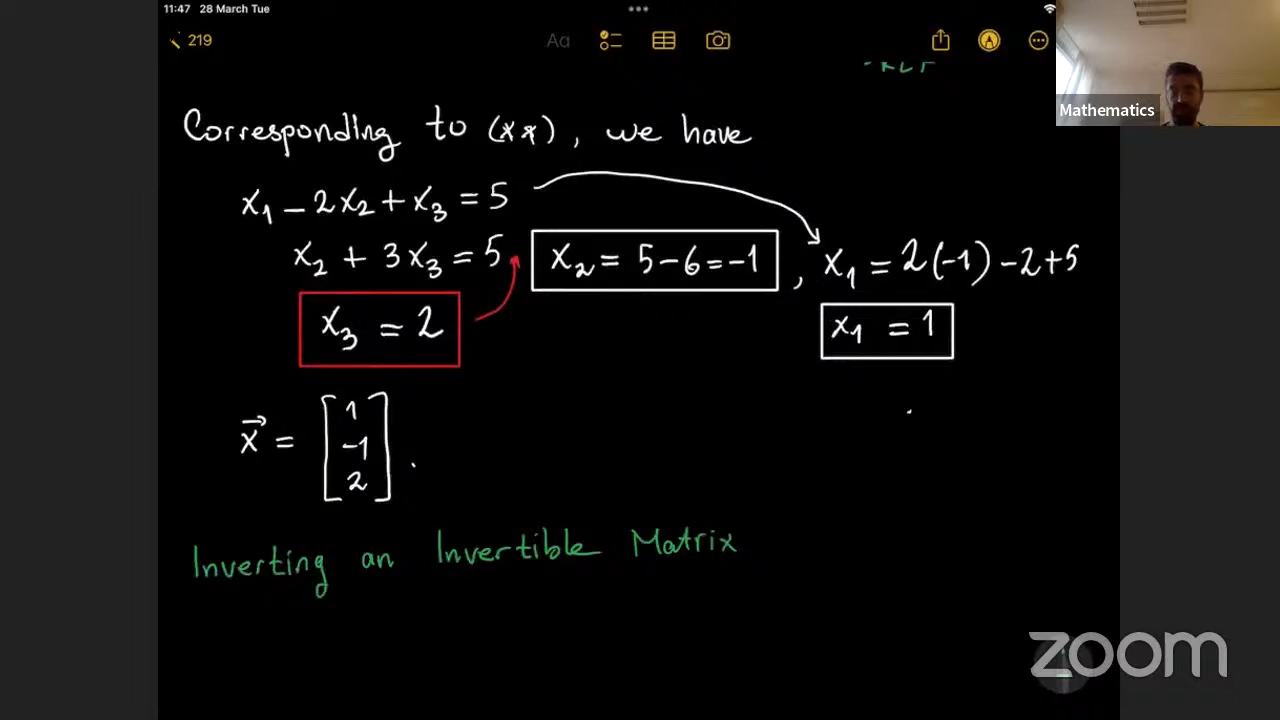 11:47 28 March Tue
219
Aa
Mathematics
Corresponding to (**), we have
x₁ - 2x₂ + x₃ = 5
x₂ + 3x₃ = 5
x₂ = 5-6 = -1 , x₁ = 2(-1) - 2+5
x₃ = 2
x₁ = 1
x⃗ = [1
-1
2] .
Inverting an Invertible Matrix
zoom